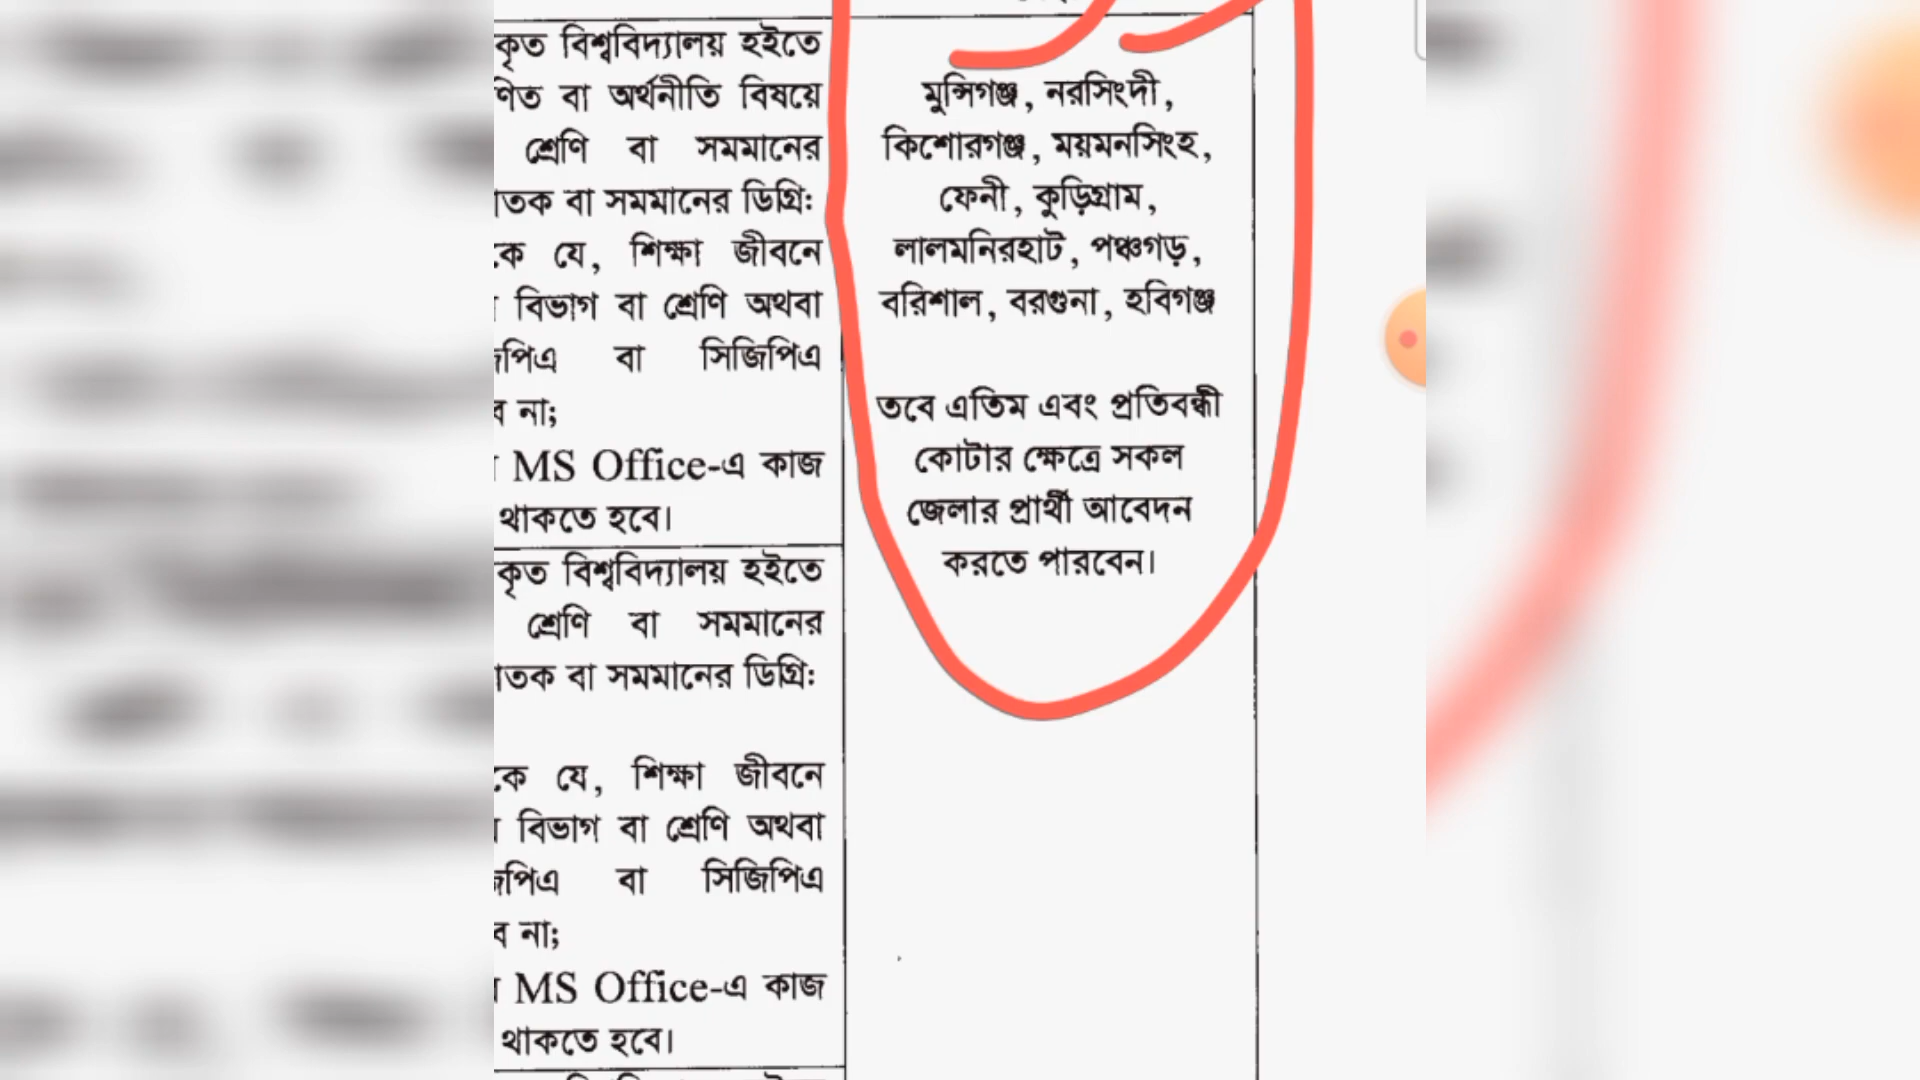 বিশ্ববিদ্যালয় হইতে
বা অর্থনীতি বিষয়ে
শ্রেণি বা সমমানের
বা সমমানের ডিগ্রি:
যে, শিক্ষা জীবনে
বিভাগ বা শ্রেণি অথবা
বা সিজিপিএ
না;
MS Office-এ কাজ
থাকতে হবে।
বিশ্ববিদ্যালয় হইতে
শ্রেণি বা সমমানের
বা সমমানের ডিগ্রি:
যে, শিক্ষা জীবনে
বিভাগ বা শ্রেণি অথবা
বা সিজিপিএ
না;
MS Office-এ কাজ
থাকতে হবে।
মুন্সিগঞ্জ, নরসিংদী,
কিশোরগঞ্জ, ময়মনসিংহ,
ফেনী, কুড়িগ্রাম,
লালমনিরহাট, পঞ্চগড়,
বরিশাল, বরগুনা, হবিগঞ্জ
তবে এতিম এবং প্রতিবন্ধী
কোটার ক্ষেত্রে সকল
জেলার প্রার্থী আবেদন
করতে পারবেন।